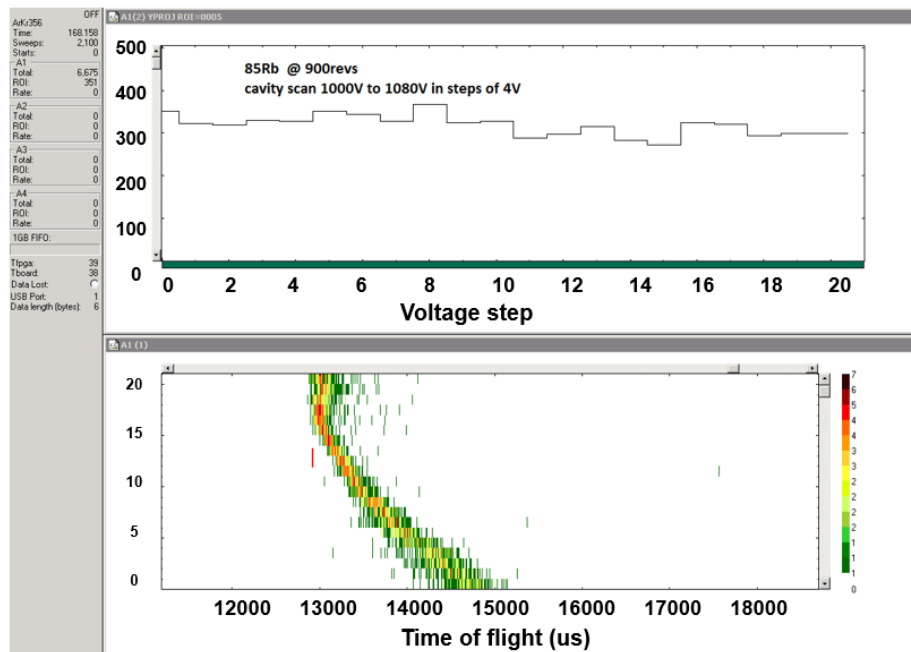 OFF
ArKr356
Time: 168.158
Sweeps: 2,100
Starts: 0
A1
Total: 6,675
ROI: 351
Rate: 0
A2
Total: 0
ROI: 0
Rate: 0
A3
Total: 0
ROI: 0
Rate: 0
A4
Total: 0
ROI: 0
Rate: 0
1GB FIFO:
Tfpga: 39
Tboard: 38
Data Lost:
USB Port: 1
Data length (bytes): 6
A1(2) YPROJ ROI=0005
500
400
300
200
100
0
85Rb @ 900revs
cavity scan 1000V to 1080V in steps of 4V
0 2 4 6 8 10 12 14 16 18 20
Voltage step
A1 (1)
20
15
10
5
0
7
6
5
4
3
3
2
2
1
1
12000 13000 14000 15000 16000 17000 18000
Time of flight (us)